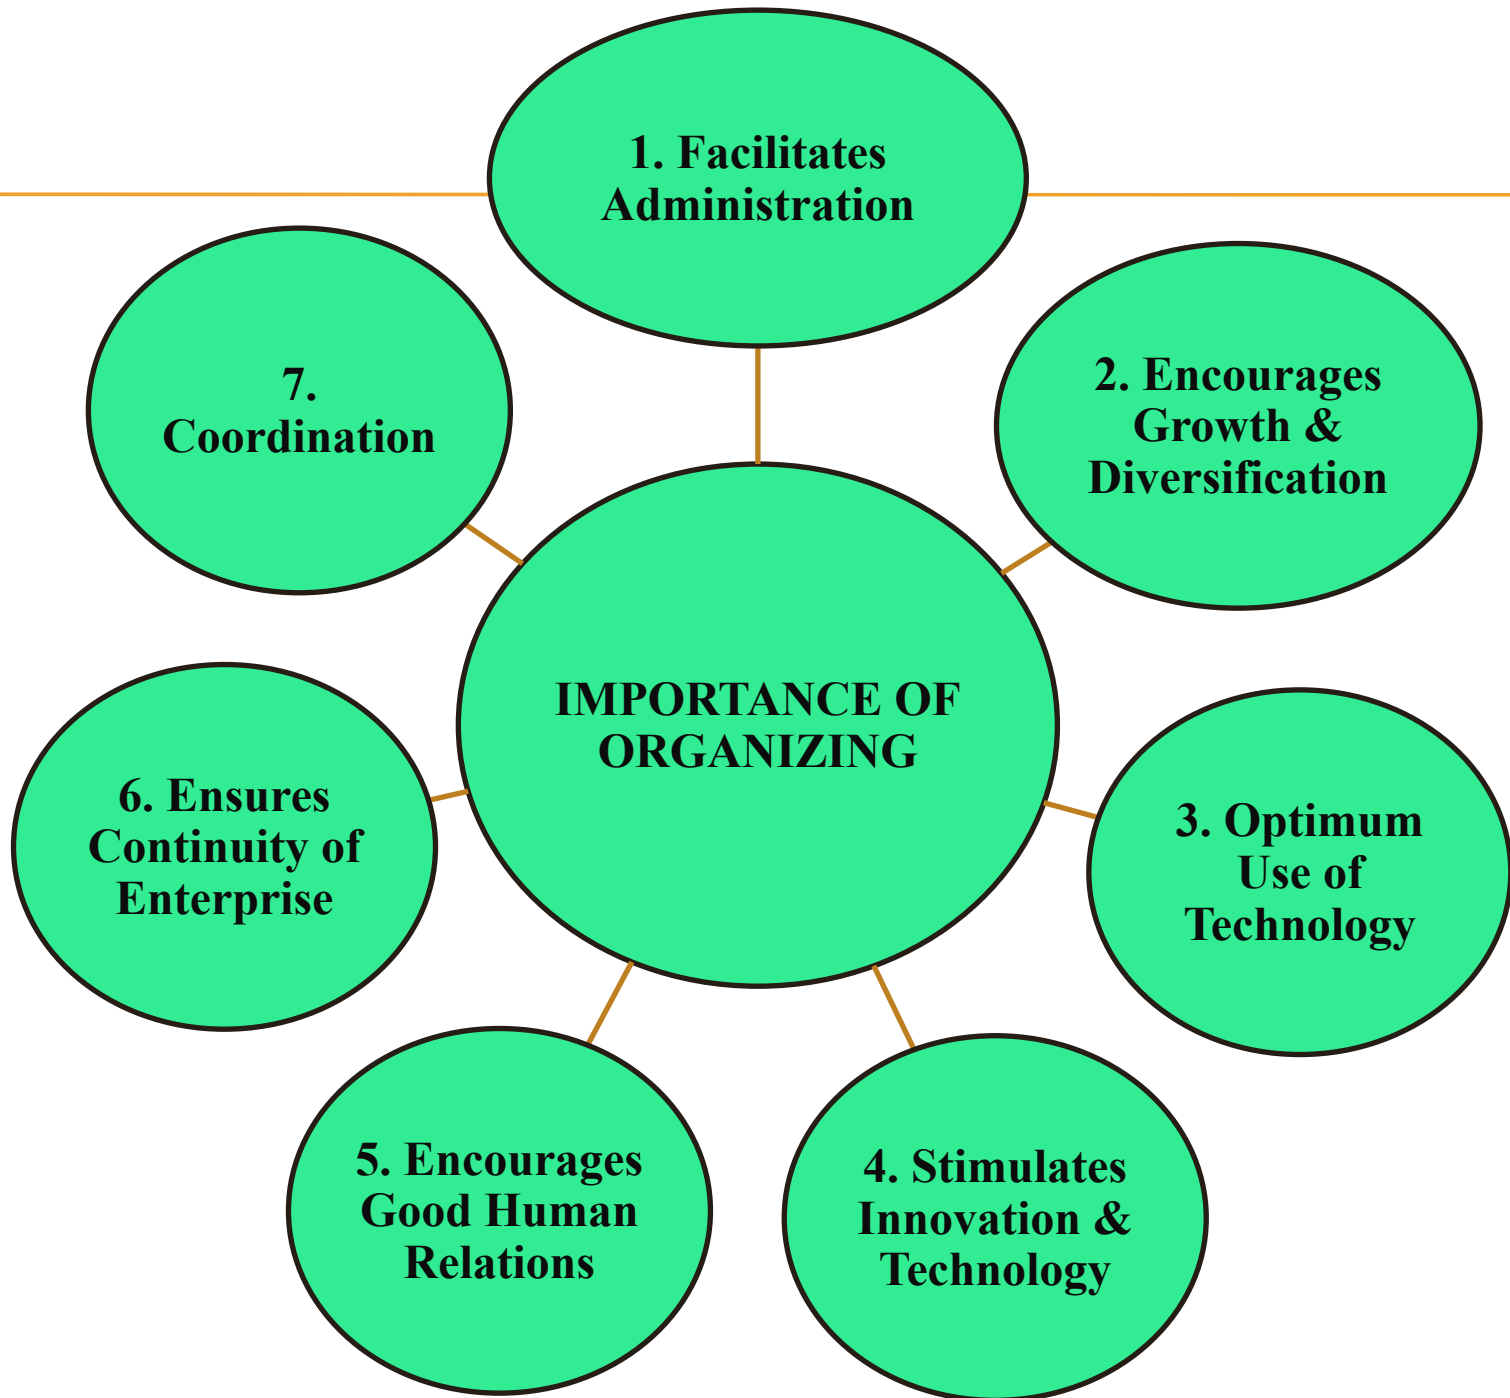 1. Facilitates
Administration
2. Encourages
Growth &
Diversification
3. Optimum
Use of
Technology
4. Stimulates
Innovation &
Technology
5. Encourages
Good Human
Relations
6. Ensures
Continuity of
Enterprise
7.
Coordination
IMPORTANCE OF
ORGANIZING